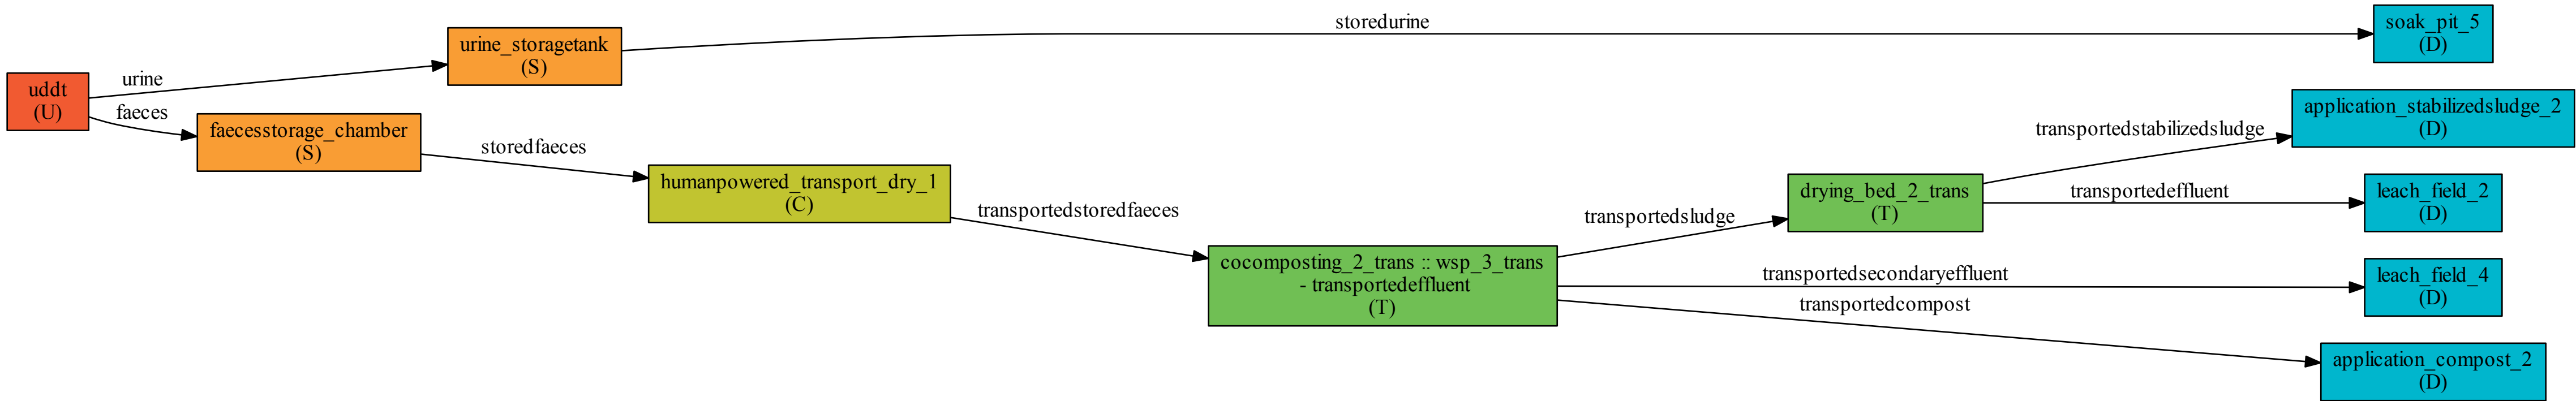 uddt
(U)
urine
faeces
urine_storagetank
(S)
faecesstorage_chamber
(S)
storedurine
storedfaeces
humanpowered_transport_dry_1
(C)
transportedstoredfaeces
cocomposting_2_trans :: wsp_3_trans
- transportedeffluent
(T)
transportedsludge
transportedsecondaryeffluent
transportedcompost
drying_bed_2_trans
(T)
transportedstabilizedsludge
transportedeffluent
soak_pit_5
(D)
application_stabilizedsludge_2
(D)
leach_field_2
(D)
leach_field_4
(D)
application_compost_2
(D)